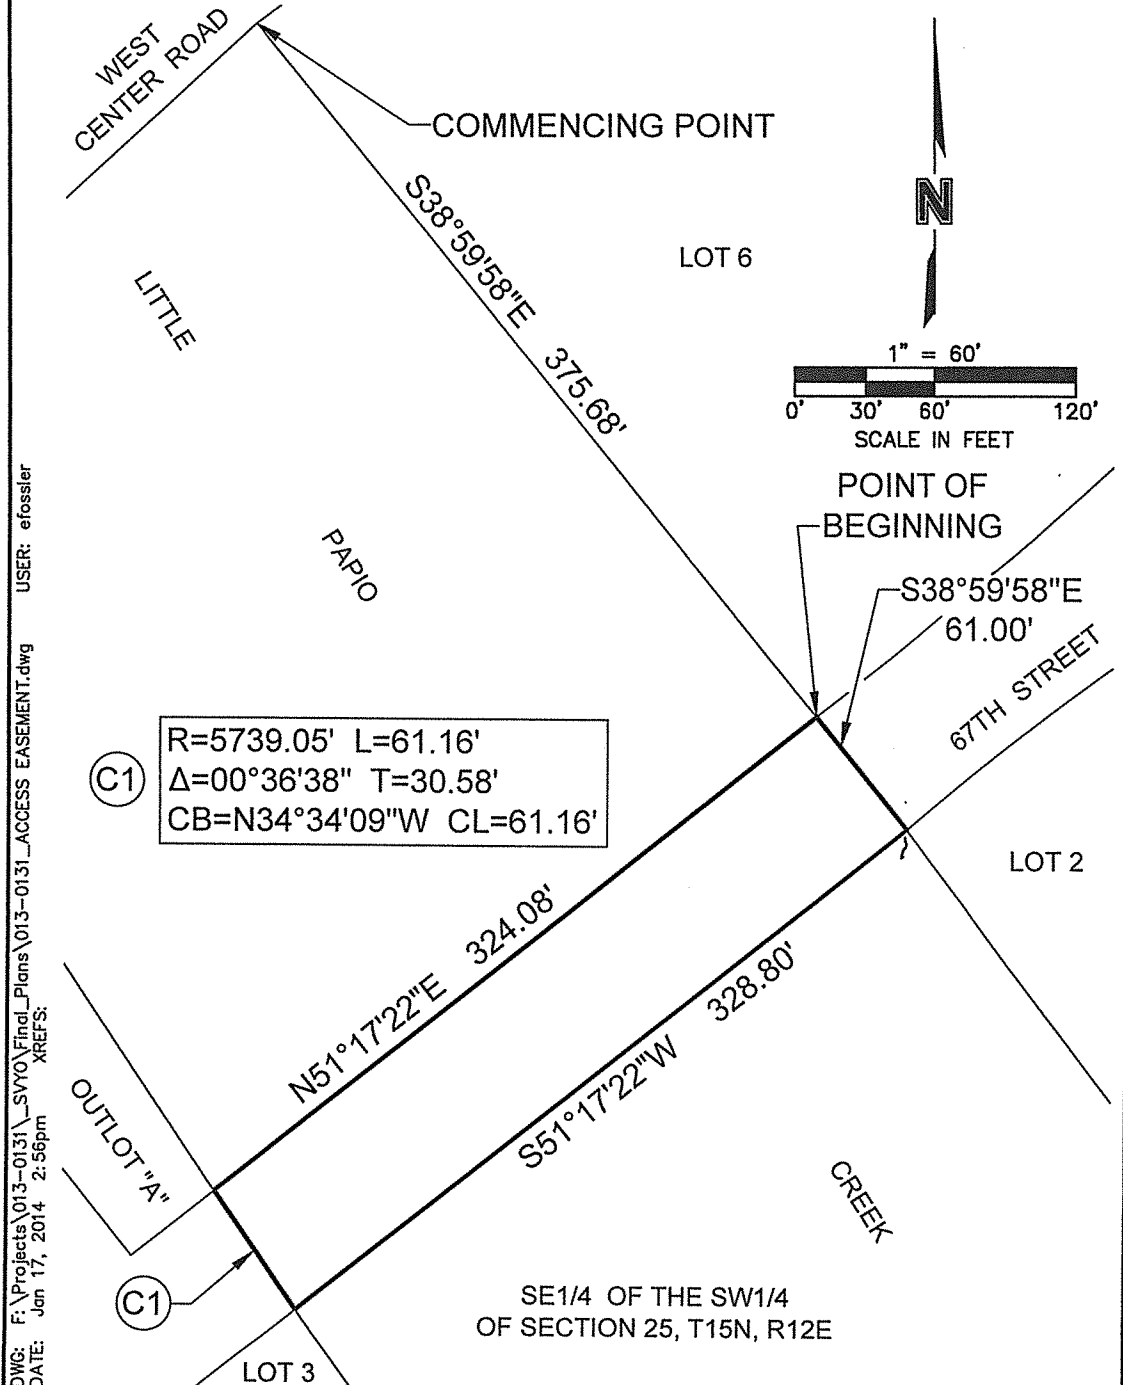 WEST
CENTER ROAD
COMMENCING POINT
S38°59'58"E 375.68'
LOT 6
N
1" = 60'
0' 30' 60' 120'
SCALE IN FEET
LITTLE
PAPIO
POINT OF
BEGINNING
S38°59'58"E
61.00'
67TH STREET
C1
R=5739.05' L=61.16'
Δ=00°36'38" T=30.58'
CB=N34°34'09"W CL=61.16'
LOT 2
N51°17'22"E 324.08'
S51°17'22"W 328.80'
OUTLOT "A"
CREEK
C1
SE1/4 OF THE SW1/4
OF SECTION 25, T15N, R12E
LOT 3
DWG: F:\Projects\013-0131\_SVYO\Final_Plans\013-0131_ACCESS EASEMENT.dwg USER: efossler
DATE: Jan 17, 2014 2:56pm XREFS: